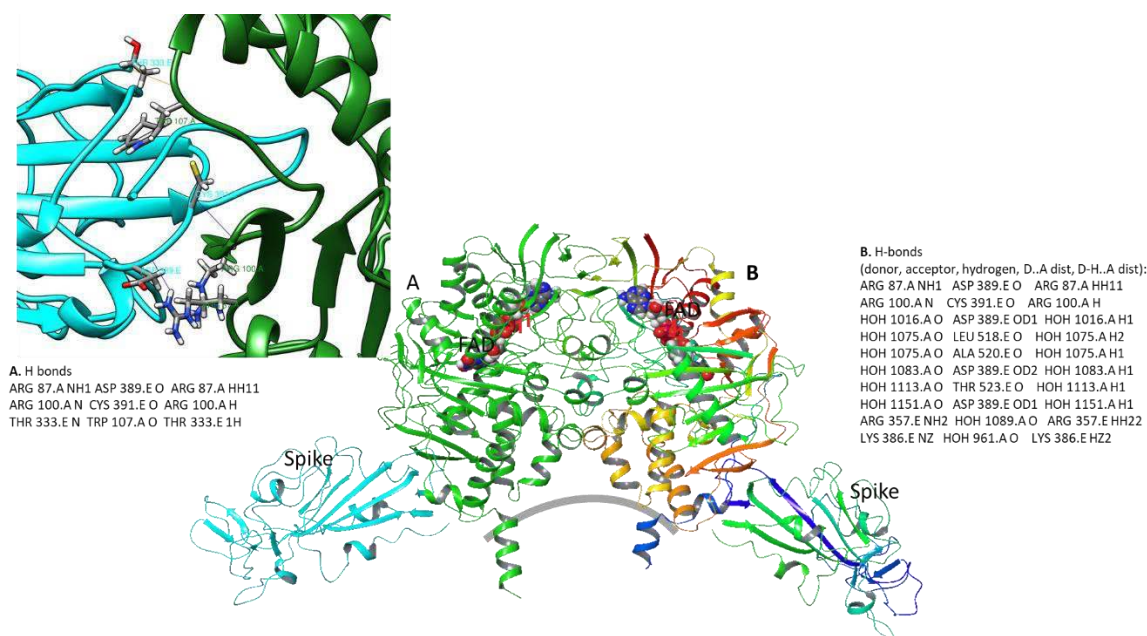 333.E
107.A
A. H bonds
ARG 87.A NH1 ASP 389.E O ARG 87.A HH11
ARG 100.A N CYS 391.E O ARG 100.A H
THR 333.E N TRP 107.A O THR 333.E 1H
A
B
FAD
FAD
Spike
Spike
B. H-bonds
(donor, acceptor, hydrogen, D..A dist, D-H..A dist):
ARG 87.A NH1 ASP 389.E O ARG 87.A HH11
ARG 100.A N CYS 391.E O ARG 100.A H
HOH 1016.A O ASP 389.E OD1 HOH 1016.A H1
HOH 1075.A O LEU 518.E O HOH 1075.A H2
HOH 1075.A O ALA 520.E O HOH 1075.A H1
HOH 1083.A O ASP 389.E OD2 HOH 1083.A H1
HOH 1113.A O THR 523.E O HOH 1113.A H1
HOH 1151.A O ASP 389.E OD1 HOH 1151.A H1
ARG 357.E NH2 HOH 1089.A O ARG 357.E HH22
LYS 386.E NZ HOH 961.A O LYS 386.E HZ2